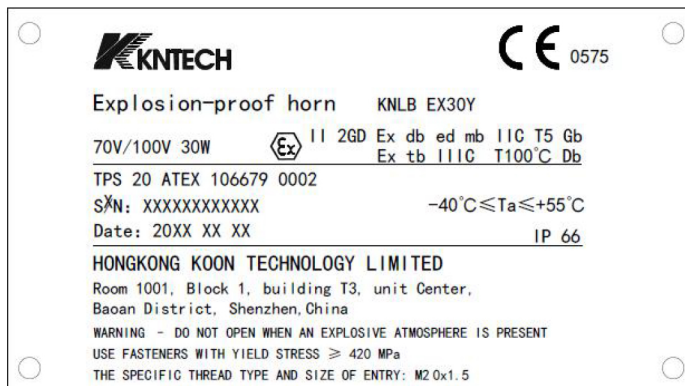 KNTECH
CE 0575
Explosion-proof horn KNLB EX30Y
70V/100V 30W Ex II 2GD Ex db ed mb IIC T5 Gb
Ex tb IIIC T100℃ Db
TPS 20 ATEX 106679 0002
S/N: XXXXXXXXXXXX -40℃≤Ta≤+55℃
Date: 20XX XX XX IP 66
HONGKONG KOON TECHNOLOGY LIMITED
Room 1001, Block 1, building T3, unit Center,
Baoan District, Shenzhen,China
WARNING - DO NOT OPEN WHEN AN EXPLOSIVE ATMOSPHERE IS PRESENT
USE FASTENERS WITH YIELD STRESS ≥ 420 MPa
THE SPECIFIC THREAD TYPE AND SIZE OF ENTRY: M20x1.5